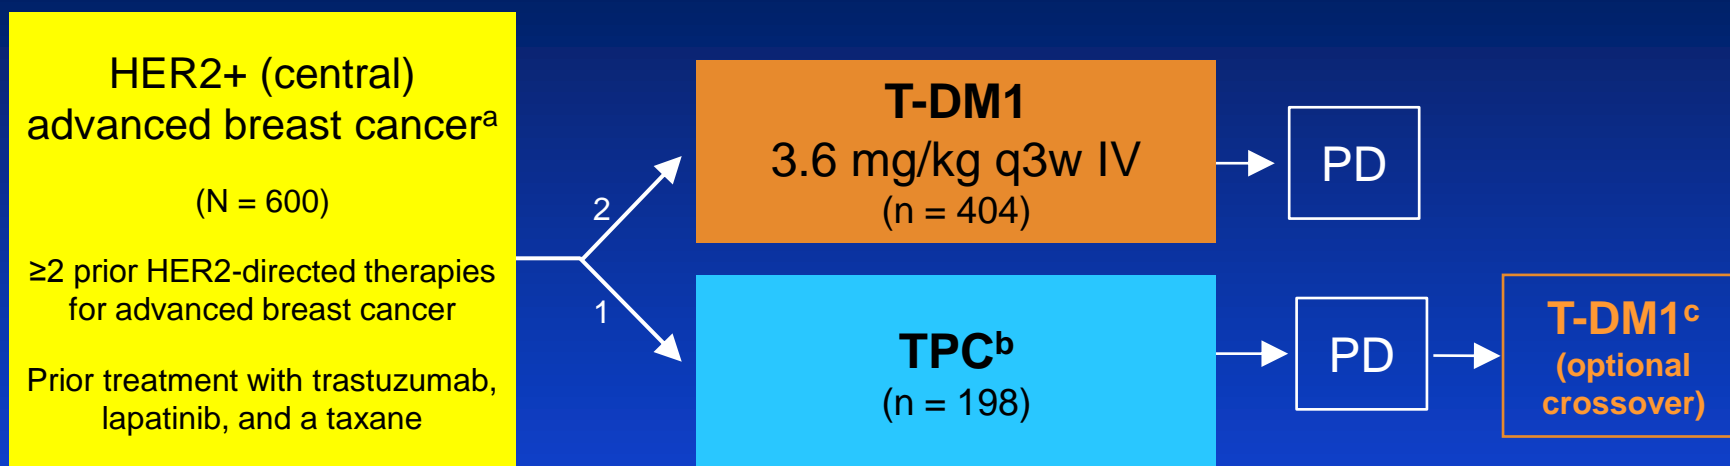 HER2+ (central)
advanced breast cancerᵃ
(N = 600)
≥2 prior HER2-directed therapies
for advanced breast cancer
Prior treatment with trastuzumab,
lapatinib, and a taxane
2
1
T-DM1
3.6 mg/kg q3w IV
(n = 404)
PD
TPCᵇ
(n = 198)
PD
T-DM1ᶜ
(optional
crossover)